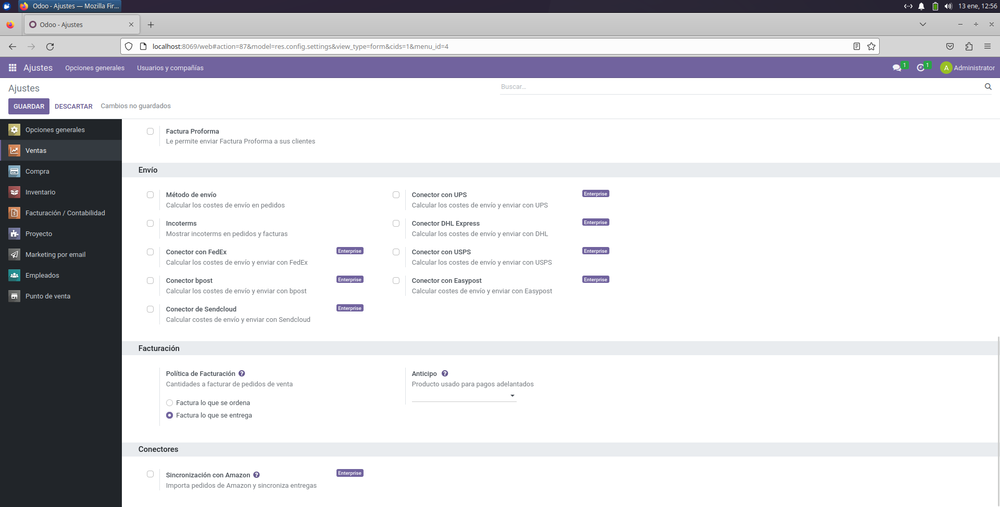 Odoo - Ajustes — Mozilla Fir...
13 ene, 12:56
Odoo - Ajustes
localhost:8069/web#action=87&model=res.config.settings&view_type=form&cids=1&menu_id=4
Ajustes Opciones generales Usuarios y compañías
1 1 A Administrator
Ajustes
Buscar...
GUARDAR DESCARTAR Cambios no guardados
Opciones generales
Ventas
Compra
Inventario
Facturación / Contabilidad
Proyecto
Marketing por email
Empleados
Punto de venta
Factura Proforma
Le permite enviar Factura Proforma a sus clientes
Envío
Método de envío
Calcular los costes de envío en pedidos
Conector con UPS Enterprise
Calcular los costes de envío y enviar con UPS
Incoterms
Mostrar incoterms en pedidos y facturas
Conector DHL Express Enterprise
Calcular los costes de envío y enviar con DHL
Conector con FedEx Enterprise
Calcular los costes de envío y enviar con FedEx
Conector con USPS Enterprise
Calcular los costes de envío y enviar con USPS
Conector bpost Enterprise
Calcular los costes de envío y enviar con bpost
Conector con Easypost Enterprise
Calcular costes de envío y enviar con Easypost
Conector de Sendcloud Enterprise
Calcular costes de envío y enviar con Sendcloud
Facturación
Política de Facturación ?
Cantidades a facturar de pedidos de venta
Factura lo que se ordena
Factura lo que se entrega
Anticipo ?
Producto usado para pagos adelantados
Conectores
Sincronización con Amazon ? Enterprise
Importa pedidos de Amazon y sincroniza entregas